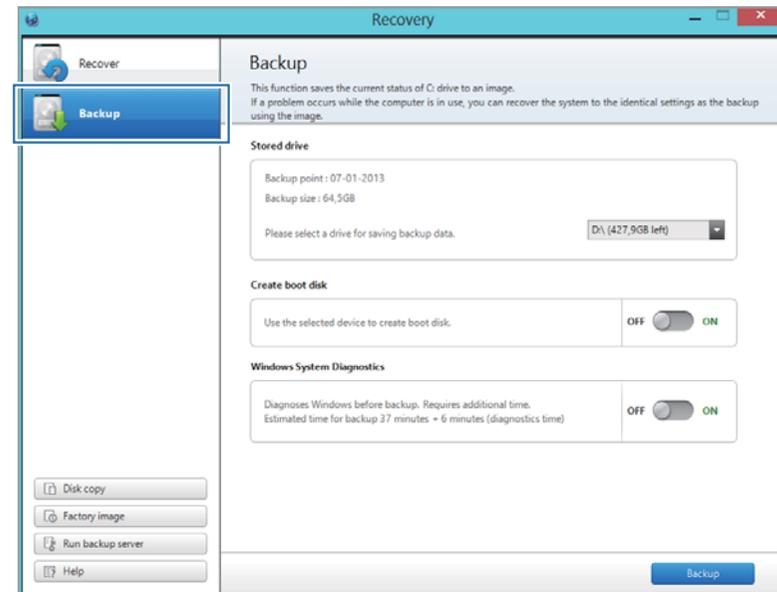 Recovery
Recover
Backup
Backup
This function saves the current status of C: drive to an image.
If a problem occurs while the computer is in use, you can recover the system to the identical settings as the backup
using the image.
Stored drive
Backup point : 07-01-2013
Backup size : 64,5GB
Please select a drive for saving backup data.
D:\ (427,9GB left)
Create boot disk
Use the selected device to create boot disk.
OFF ON
Windows System Diagnostics
Diagnoses Windows before backup. Requires additional time.
Estimated time for backup 37 minutes + 6 minutes (diagnostics time)
OFF ON
Disk copy
Factory image
Run backup server
Help
Backup